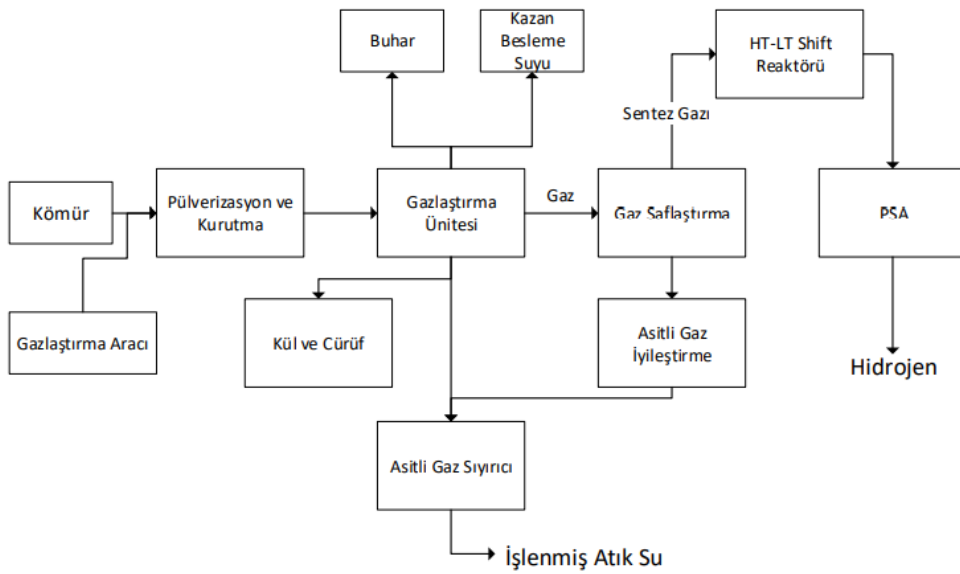 Buhar
Kazan
Besleme
Suyu
HT-LT Shift
Reaktörü
Sentez Gazı
Kömür
Pülverizasyon ve
Kurutma
Gazlaştırma
Ünitesi
Gaz
Gaz Saflaştırma
PSA
Gazlaştırma Aracı
Kül ve Cürüf
Asitli Gaz
İyileştirme
Hidrojen
Asitli Gaz Sıyırıcı
İşlenmiş Atık Su